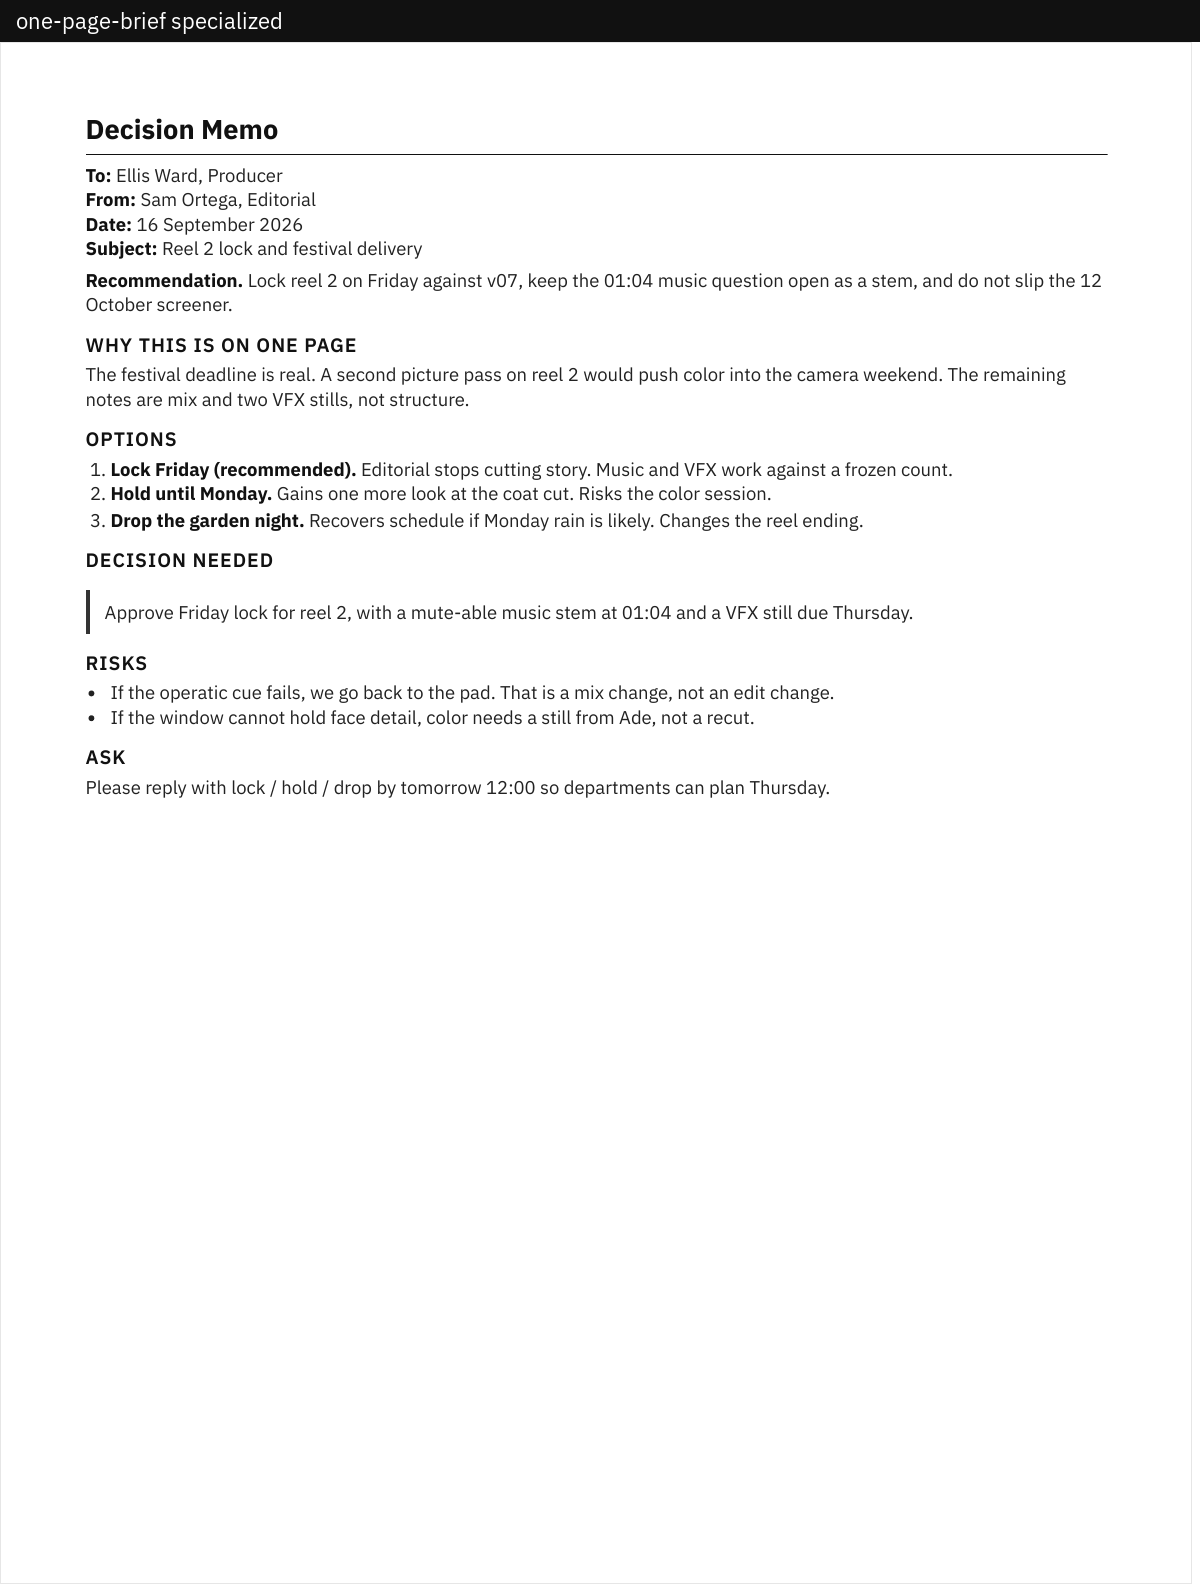 one-page-brief specialized
Decision Memo
To: Ellis Ward, Producer
From: Sam Ortega, Editorial
Date: 16 September 2026
Subject: Reel 2 lock and festival delivery
Recommendation. Lock reel 2 on Friday against v07, keep the 01:04 music question open as a stem, and do not slip the 12
October screener.
WHY THIS IS ON ONE PAGE
The festival deadline is real. A second picture pass on reel 2 would push color into the camera weekend. The remaining
notes are mix and two VFX stills, not structure.
OPTIONS
1. Lock Friday (recommended). Editorial stops cutting story. Music and VFX work against a frozen count.
2. Hold until Monday. Gains one more look at the coat cut. Risks the color session.
3. Drop the garden night. Recovers schedule if Monday rain is likely. Changes the reel ending.
DECISION NEEDED
Approve Friday lock for reel 2, with a mute-able music stem at 01:04 and a VFX still due Thursday.
RISKS
• If the operatic cue fails, we go back to the pad. That is a mix change, not an edit change.
• If the window cannot hold face detail, color needs a still from Ade, not a recut.
ASK
Please reply with lock / hold / drop by tomorrow 12:00 so departments can plan Thursday.